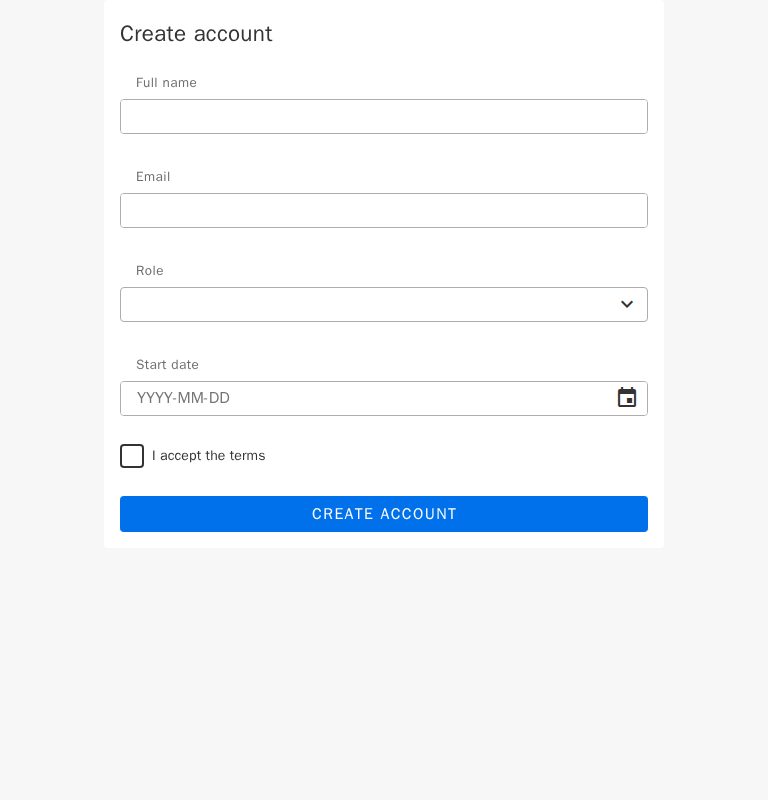 Create account
Full name
Email
Role
Start date
YYYY-MM-DD
I accept the terms
CREATE ACCOUNT